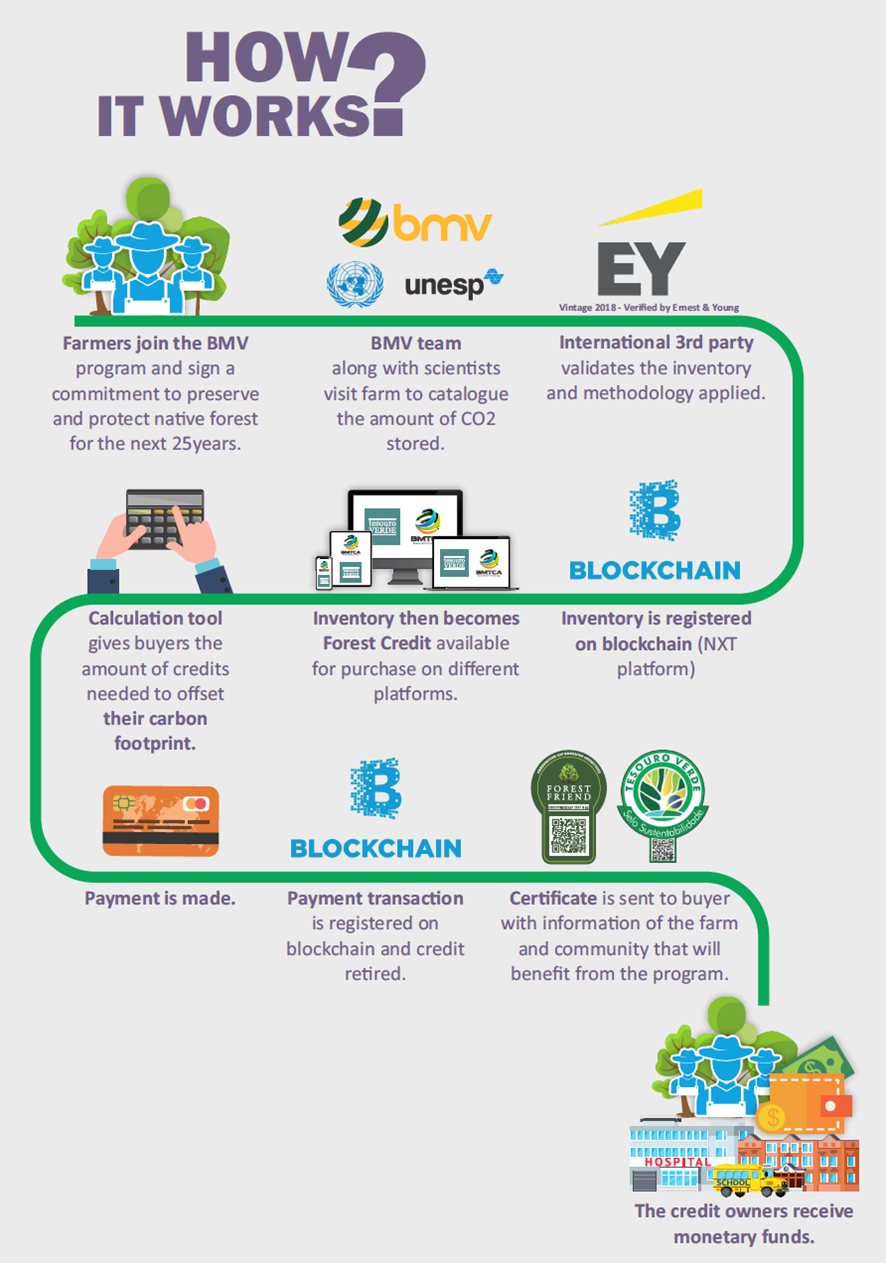 HOW
IT WORKS?
bmv
unesp
EY
Vintage 2018 - Verified by Ernest & Young
Farmers join the BMV
program and sign a
commitment to preserve
and protect native forest
for the next 25years.
BMV team
along with scientists
visit farm to catalogue
the amount of CO2
stored.
International 3rd party
validates the inventory
and methodology applied.
BLOCKCHAIN
Inventory is registered
on blockchain (NXT
platform)
tesouro
VERDE
BMTCA
BMTCA
BMTCA
Inventory then becomes
Forest Credit available
for purchase on different
platforms.
Calculation tool
gives buyers the
amount of credits
needed to offset
their carbon
footprint.
Payment is made.
BLOCKCHAIN
Payment transaction
is registered on
blockchain and credit
retired.
FOREST
FRIEND
TESOURO VERDE
Selo Sustentabilidade
Certificate is sent to buyer
with information of the farm
and community that will
benefit from the program.
HOSPITAL
SCHOOL
The credit owners receive
monetary funds.